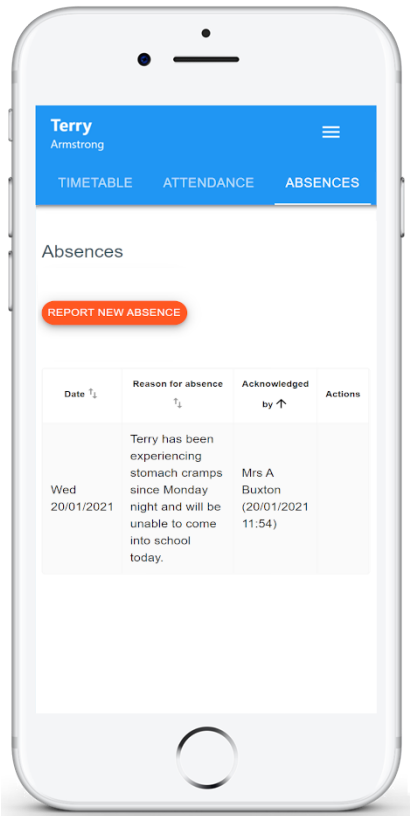 Terry
Armstrong
TIMETABLE ATTENDANCE ABSENCES
Absences
REPORT NEW ABSENCE
Date ↑↓ Reason for absence ↑↓ Acknowledged by ↑ Actions
Wed
20/01/2021
Terry has been
experiencing
stomach cramps
since Monday
night and will be
unable to come
into school
today.
Mrs A
Buxton
(20/01/2021
11:54)